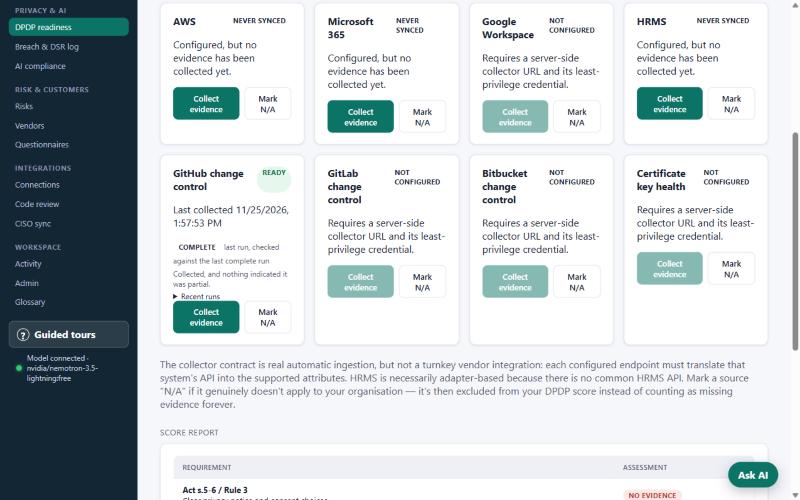 PRIVACY & AI
DPDP readiness
Breach & DSR log
AI compliance
RISK & CUSTOMERS
Risks
Vendors
Questionnaires
INTEGRATIONS
Connections
Code review
CISO sync
WORKSPACE
Activity
Admin
Glossary
? Guided tours
Model connected ·
nvidia/nemotron-3.5-
lightning:free
AWS
NEVER SYNCED
Configured, but no
evidence has been
collected yet.
Collect
evidence
Mark
N/A
Microsoft
365
NEVER
SYNCED
Configured, but no
evidence has been
collected yet.
Collect
evidence
Mark
N/A
Google
Workspace
NOT
CONFIGURED
Requires a server-side
collector URL and its least-
privilege credential.
Collect
evidence
Mark
N/A
HRMS
NEVER SYNCED
Configured, but no
evidence has been
collected yet.
Collect
evidence
Mark
N/A
GitHub change
control
READY
Last collected 11/25/2026,
1:57:53 PM
COMPLETE last run, checked
against the last complete run
Collected, and nothing indicated it
was partial.
▶ Recent runs
Collect
evidence
Mark
N/A
GitLab
change
control
NOT
CONFIGURED
Requires a server-side
collector URL and its least-
privilege credential.
Collect
evidence
Mark
N/A
Bitbucket
change
control
NOT
CONFIGURED
Requires a server-side
collector URL and its least-
privilege credential.
Collect
evidence
Mark
N/A
Certificate
key health
NOT
CONFIGURED
Requires a server-side
collector URL and its least-
privilege credential.
Collect
evidence
Mark
N/A
The collector contract is real automatic ingestion, but not a turnkey vendor integration: each configured endpoint must translate that
system's API into the supported attributes. HRMS is necessarily adapter-based because there is no common HRMS API. Mark a source
"N/A" if it genuinely doesn't apply to your organisation — it's then excluded from your DPDP score instead of counting as missing
evidence forever.
SCORE REPORT
REQUIREMENT
ASSESSMENT
Act s.5-6 / Rule 3
NO EVIDENCE
Ask AI